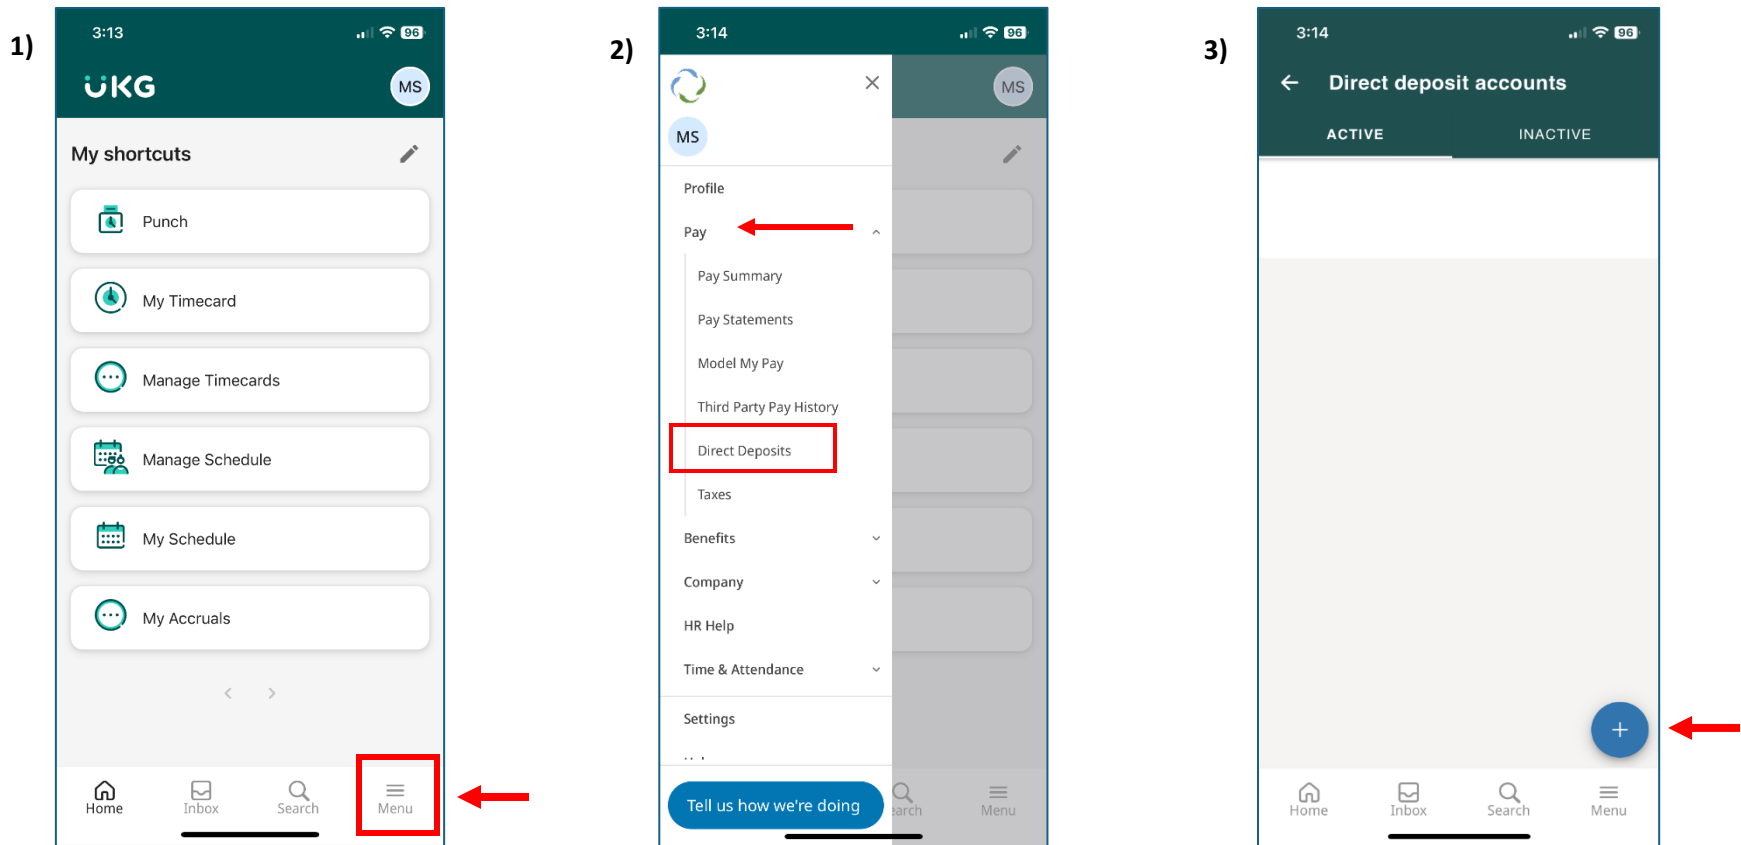 1)
3:13
96
UKG
MS
My shortcuts
Punch
My Timecard
Manage Timecards
Manage Schedule
My Schedule
My Accruals
Home
Inbox
Search
Menu
2)
3:14
96
MS
MS
Profile
Pay
Pay Summary
Pay Statements
Model My Pay
Third Party Pay History
Direct Deposits
Taxes
Benefits
Company
HR Help
Time & Attendance
Settings
Tell us how we're doing
earch
Menu
3)
3:14
96
Direct deposit accounts
ACTIVE
INACTIVE
Home
Inbox
Search
Menu